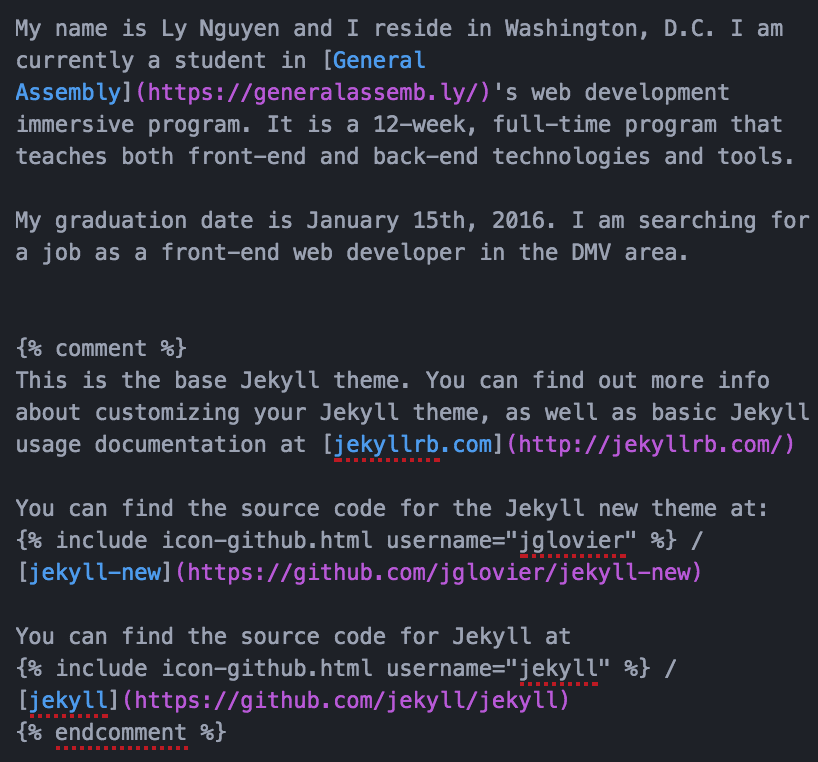 My name is Ly Nguyen and I reside in Washington, D.C. I am
currently a student in [General
Assembly](https://generalassemb.ly/)'s web development
immersive program. It is a 12-week, full-time program that
teaches both front-end and back-end technologies and tools.

My graduation date is January 15th, 2016. I am searching for
a job as a front-end web developer in the DMV area.


{% comment %}
This is the base Jekyll theme. You can find out more info
about customizing your Jekyll theme, as well as basic Jekyll
usage documentation at [jekyllrb.com](http://jekyllrb.com/)

You can find the source code for the Jekyll new theme at:
{% include icon-github.html username="jglovier" %} /
[jekyll-new](https://github.com/jglovier/jekyll-new)

You can find the source code for Jekyll at
{% include icon-github.html username="jekyll" %} /
[jekyll](https://github.com/jekyll/jekyll)
{% endcomment %}